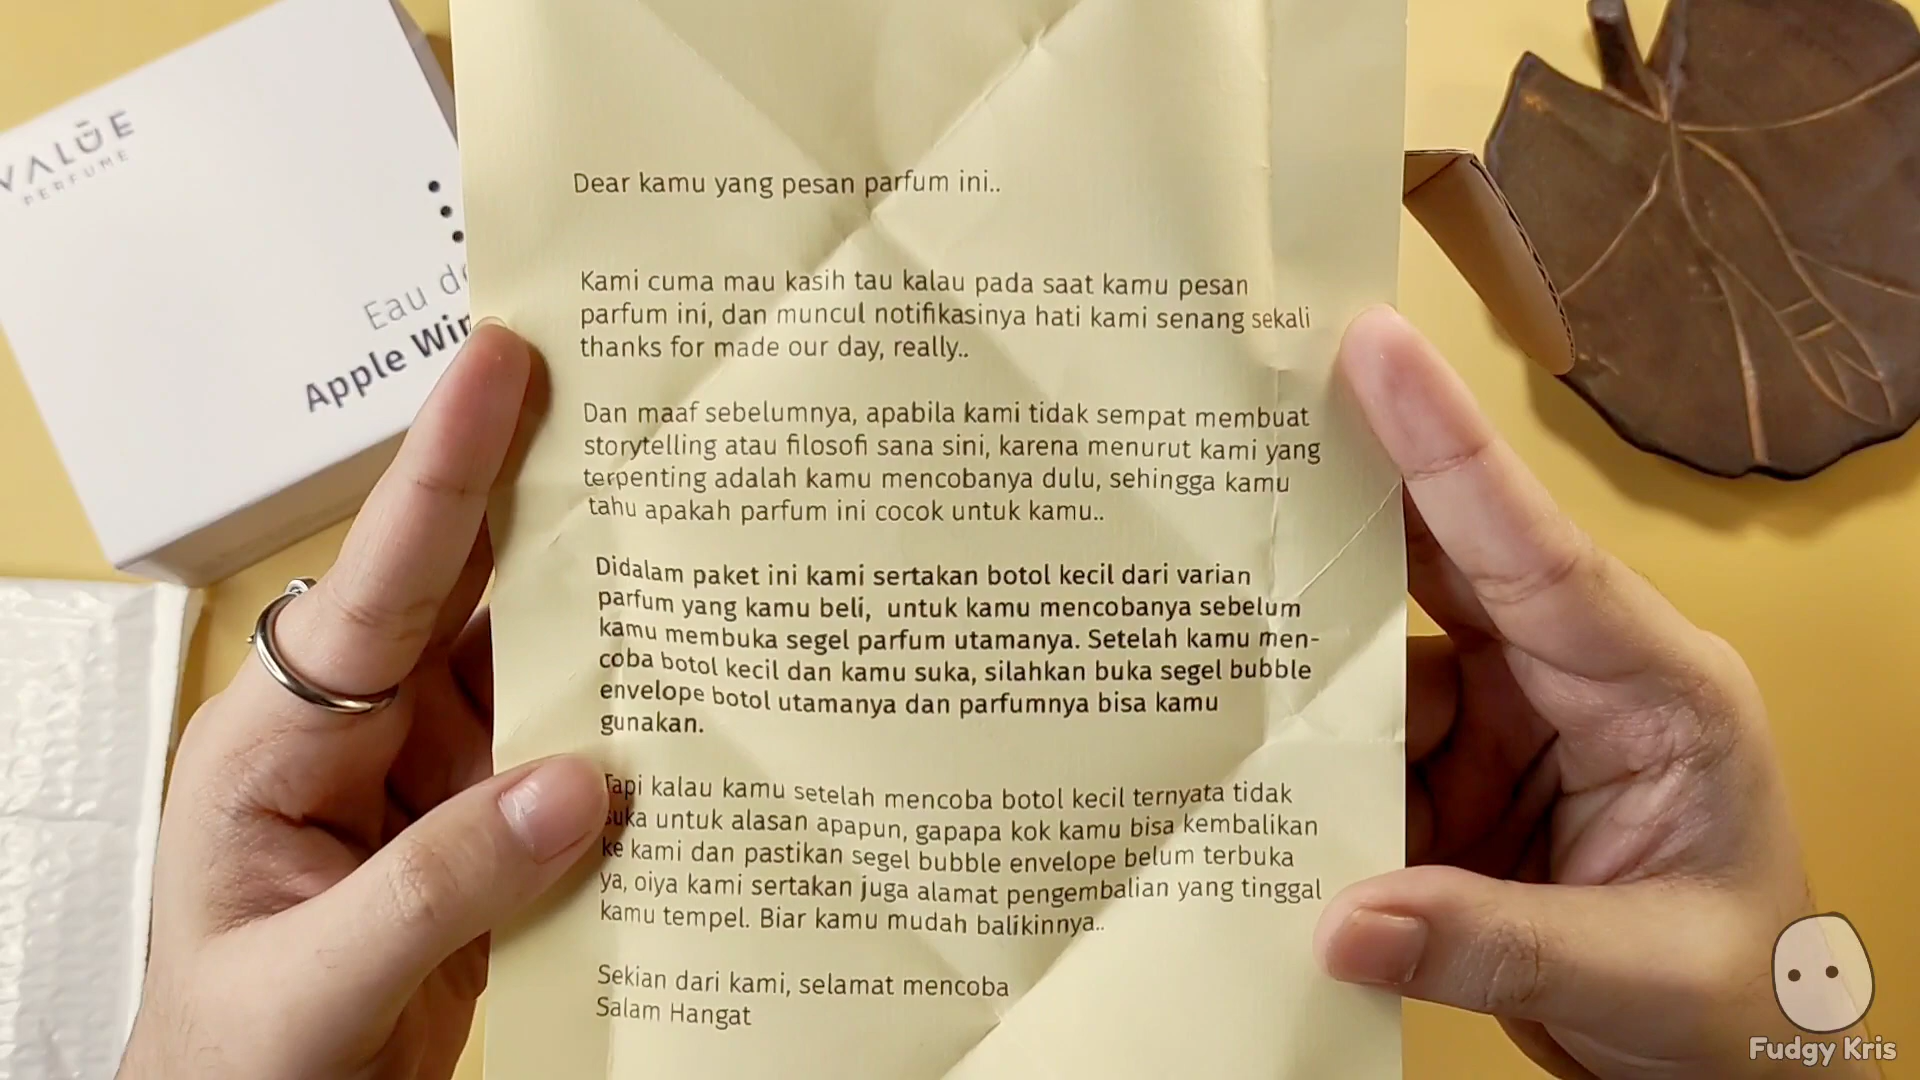 VALŪE
PERFUME
Eau de
Apple Win
Dear kamu yang pesan parfum ini..
Kami cuma mau kasih tau kalau pada saat kamu pesan
parfum ini, dan muncul notifikasinya hati kami senang sekali
thanks for made our day, really..
Dan maaf sebelumnya, apabila kami tidak sempat membuat
storytelling atau filosofi sana sini, karena menurut kami yang
terpenting adalah kamu mencobanya dulu, sehingga kamu
tahu apakah parfum ini cocok untuk kamu..
Didalam paket ini kami sertakan botol kecil dari varian
parfum yang kamu beli, untuk kamu mencobanya sebelum
kamu membuka segel parfum utamanya. Setelah kamu men-
coba botol kecil dan kamu suka, silahkan buka segel bubble
envelope botol utamanya dan parfumnya bisa kamu
gunakan.
Tapi kalau kamu setelah mencoba botol kecil ternyata tidak
suka untuk alasan apapun, gapapa kok kamu bisa kembalikan
ke kami dan pastikan segel bubble envelope belum terbuka
ya, oiya kami sertakan juga alamat pengembalian yang tinggal
kamu tempel. Biar kamu mudah balikinnya..
Sekian dari kami, selamat mencoba
Salam Hangat
Fudgy Kris